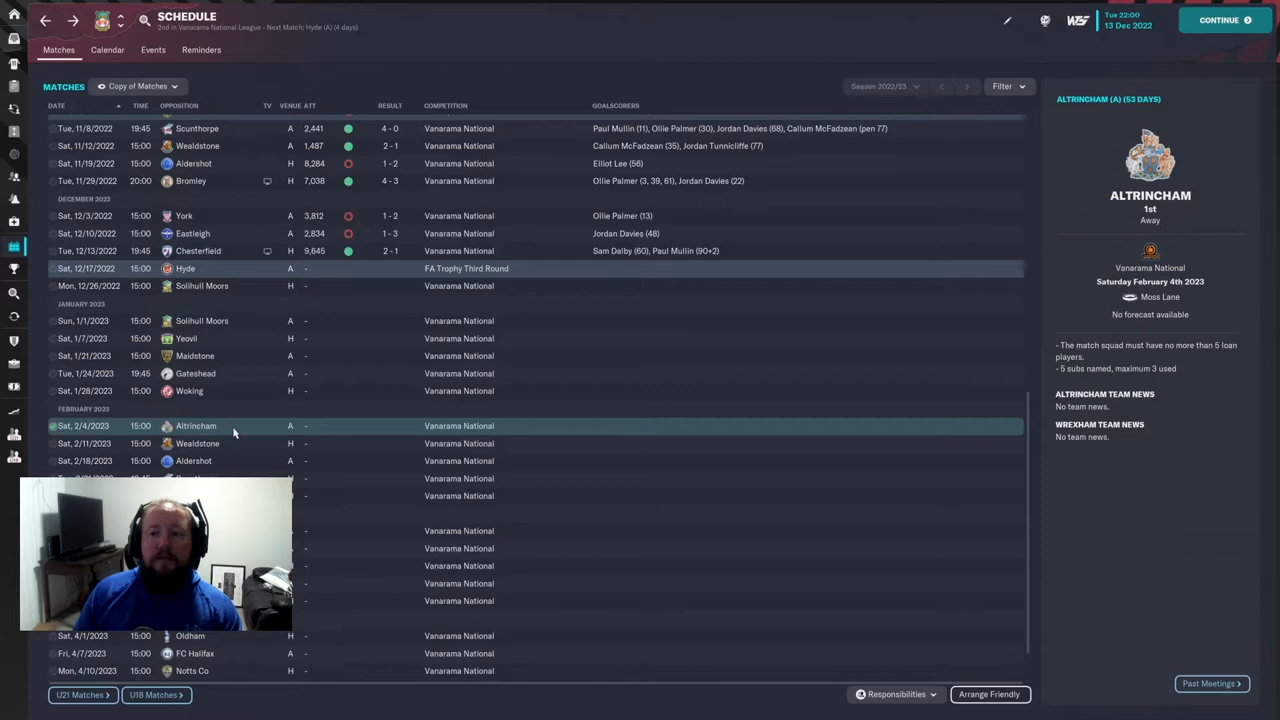 SCHEDULE
2nd in Vanarama National League - Next Match: Hyde (A) (4 days)
Tue 22:00
13 Dec 2022
CONTINUE
Matches Calendar Events Reminders
MATCHES Copy of Matches Season 2022/23 Filter
DATE TIME OPPOSITION TV VENUE ATT RESULT COMPETITION GOALSCORERS
Tue, 11/8/2022 19:45 Scunthorpe A 2,441 4 - 0 Vanarama National Paul Mullin (11), Ollie Palmer (30), Jordan Davies (68), Callum McFadzean (pen 77)
Sat, 11/12/2022 15:00 Wealdstone A 1,487 2 - 1 Vanarama National Callum McFadzean (35), Jordan Tunnicliffe (77)
Sat, 11/19/2022 15:00 Aldershot H 8,284 1 - 2 Vanarama National Elliot Lee (56)
Tue, 11/29/2022 20:00 Bromley H 7,038 4 - 3 Vanarama National Ollie Palmer (3, 39, 61), Jordan Davies (22)
DECEMBER 2022
Sat, 12/3/2022 15:00 York A 3,812 1 - 2 Vanarama National Ollie Palmer (13)
Sat, 12/10/2022 15:00 Eastleigh A 2,834 1 - 3 Vanarama National Jordan Davies (48)
Tue, 12/13/2022 19:45 Chesterfield H 9,645 2 - 1 Vanarama National Sam Dalby (60), Paul Mullin (90+2)
Sat, 12/17/2022 15:00 Hyde A - FA Trophy Third Round
Mon, 12/26/2022 15:00 Solihull Moors H - Vanarama National
JANUARY 2023
Sun, 1/1/2023 15:00 Solihull Moors A - Vanarama National
Sat, 1/7/2023 15:00 Yeovil H - Vanarama National
Sat, 1/21/2023 15:00 Maidstone A - Vanarama National
Tue, 1/24/2023 19:45 Gateshead A - Vanarama National
Sat, 1/28/2023 15:00 Woking H - Vanarama National
FEBRUARY 2023
Sat, 2/4/2023 15:00 Altrincham A - Vanarama National
Sat, 2/11/2023 15:00 Wealdstone H - Vanarama National
Sat, 2/18/2023 15:00 Aldershot A - Vanarama National
H - Vanarama National
H - Vanarama National
A - Vanarama National
A - Vanarama National
H - Vanarama National
A - Vanarama National
H - Vanarama National
Sat, 4/1/2023 15:00 Oldham H - Vanarama National
Fri, 4/7/2023 15:00 FC Halifax A - Vanarama National
Mon, 4/10/2023 15:00 Notts Co H - Vanarama National
U21 Matches U18 Matches Responsibilities Arrange Friendly
ALTRINCHAM (A) (53 DAYS)
ALTRINCHAM
1st
Away
Vanarama National
Saturday February 4th 2023
Moss Lane
No forecast available
- The match squad must have no more than 5 loan
players.
- 5 subs named, maximum 3 used
ALTRINCHAM TEAM NEWS
No team news.
WREXHAM TEAM NEWS
No team news.
Past Meetings